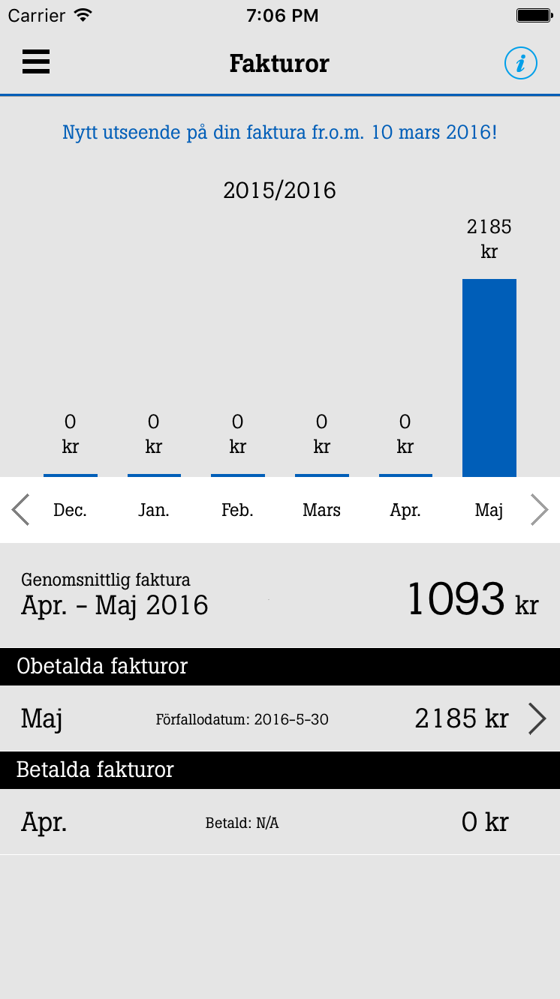 Carrier 7:06 PM
Fakturor
i
Nytt utseende på din faktura fr.o.m. 10 mars 2016!
2015/2016
2185
kr
0 0 0 0 0
kr kr kr kr kr
Dec. Jan. Feb. Mars Apr. Maj
Genomsnittlig faktura
Apr. - Maj 2016 1093 kr
Obetalda fakturor
Maj Förfallodatum: 2016-5-30 2185 kr
Betalda fakturor
Apr. Betald: N/A 0 kr